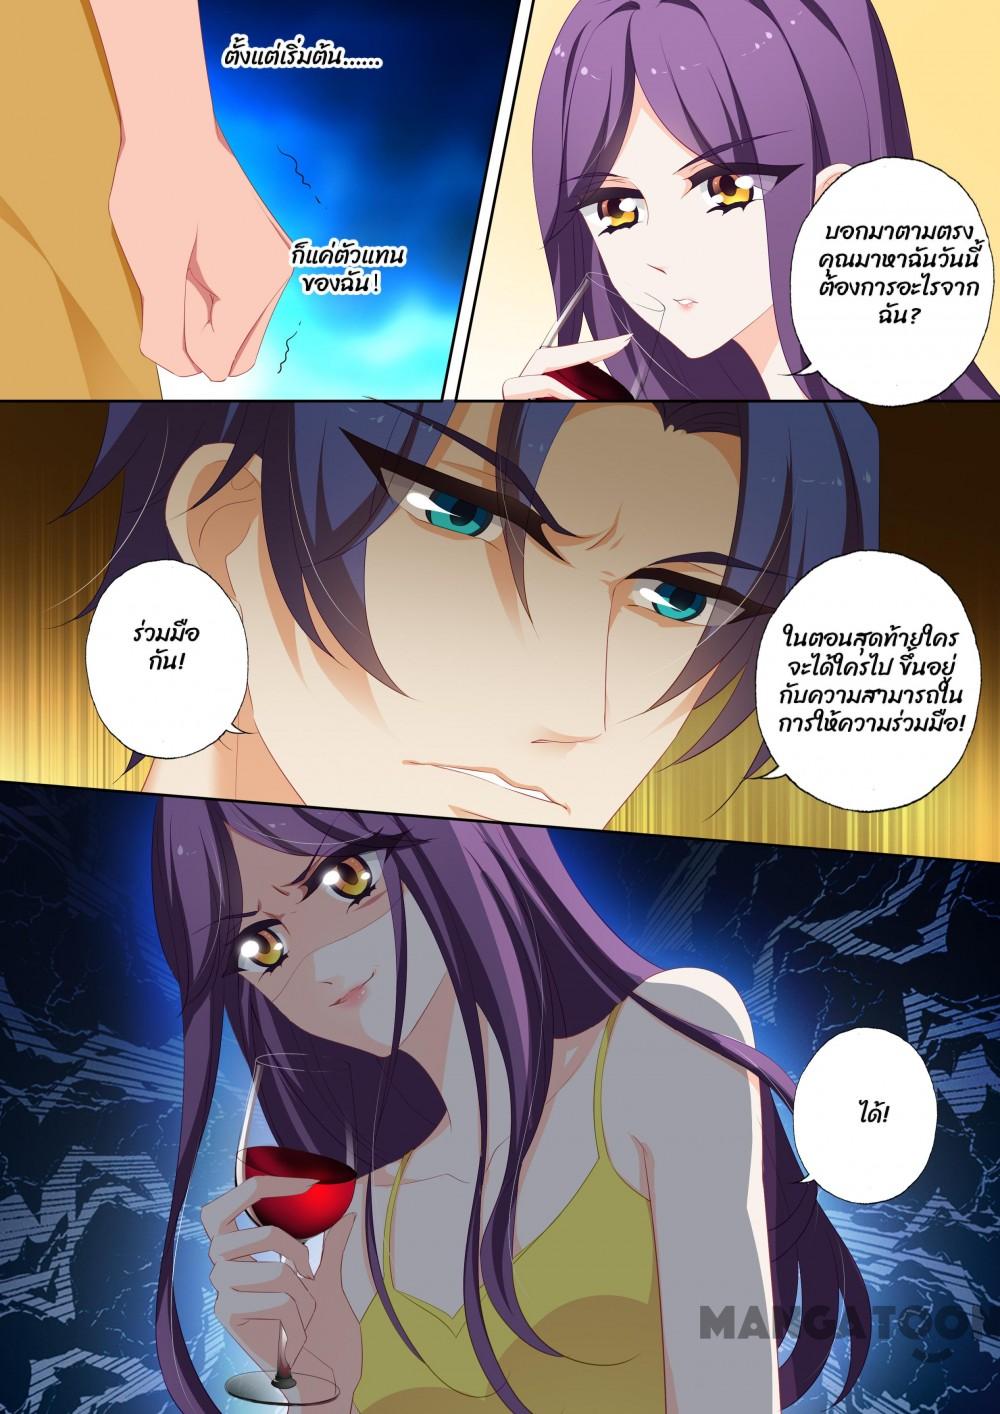 ตั้งแต่เริ่มต้น......
ก็แค่ตัวแทน
ของฉัน!
บอกมาตามตรง
คุณมาหาฉันวันนี้
ต้องการอะไรจาก
ฉัน?
ร่วมมือ
กัน!
ในตอนสุดท้ายใคร
จะได้ใครไป ขึ้นอยู่
กับความสามารถใน
การให้ความร่วมมือ!
ได้!
MANGATOON